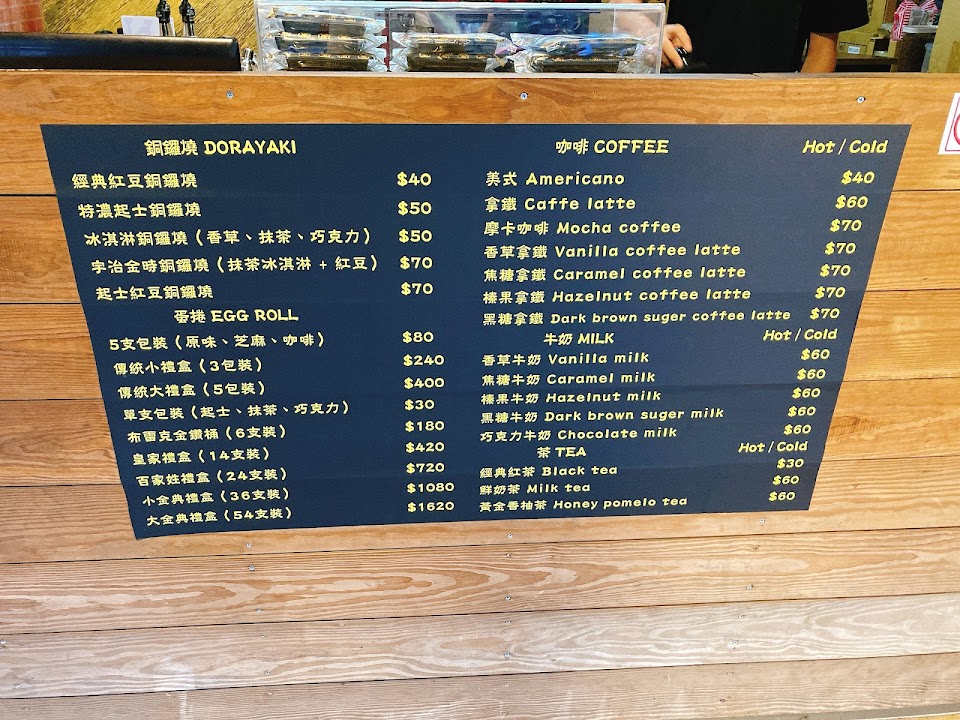 銅鑼燒 DORAYAKI
經典紅豆銅鑼燒 $40
特濃起士銅鑼燒 $50
冰淇淋銅鑼燒（香草、抹茶、巧克力） $50
宇治金時銅鑼燒（抹茶冰淇淋 + 紅豆） $70
起士紅豆銅鑼燒 $70
蛋捲 EGG ROLL
5支包裝（原味、芝麻、咖啡） $80
傳統小禮盒（3包裝） $240
傳統大禮盒（5包裝） $400
單支包裝（起士、抹茶、巧克力） $30
布雷克金鑽桶（6支裝） $180
皇家禮盒（14支裝） $420
百家姓禮盒（24支裝） $720
小金典禮盒（36支裝） $1080
大金典禮盒（54支裝） $1620
咖啡 COFFEE Hot / Cold
美式 Americano $40
拿鐵 Caffe latte $60
摩卡咖啡 Mocha coffee $70
香草拿鐵 Vanilla coffee latte $70
焦糖拿鐵 Caramel coffee latte $70
榛果拿鐵 Hazelnut coffee latte $70
黑糖拿鐵 Dark brown suger coffee latte $70
牛奶 MILK Hot / Cold
香草牛奶 Vanilla milk $60
焦糖牛奶 Caramel milk $60
榛果牛奶 Hazelnut milk $60
黑糖牛奶 Dark brown suger milk $60
巧克力牛奶 Chocolate milk $60
茶 TEA Hot / Cold
經典紅茶 Black tea $30
鮮奶茶 Milk tea $60
黃金香柚茶 Honey pomelo tea $60